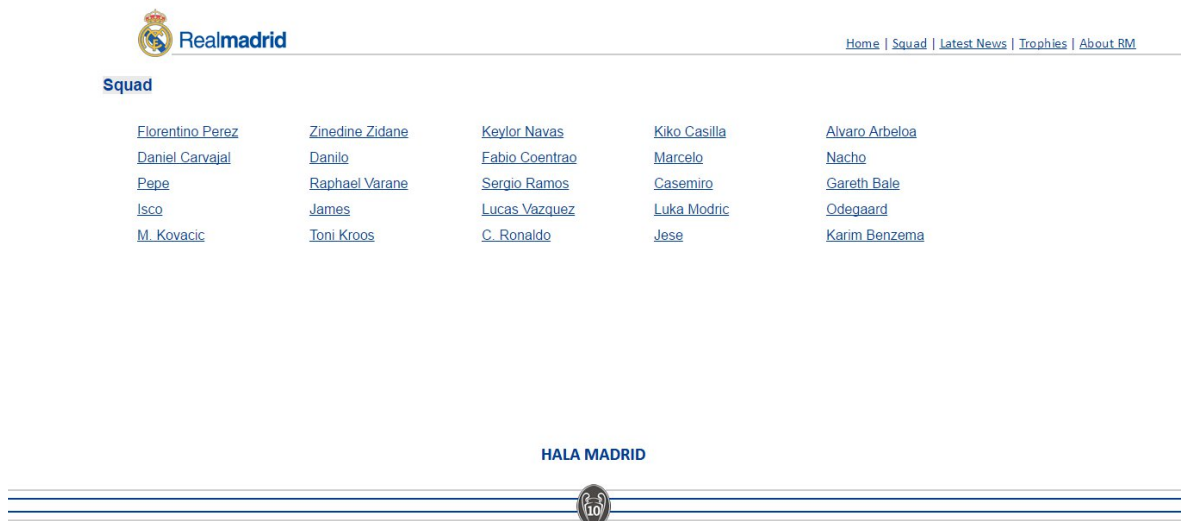 Realmadrid
Home | Squad | Latest News | Trophies | About RM
Squad
Florentino Perez Zinedine Zidane Keylor Navas Kiko Casilla Alvaro Arbeloa
Daniel Carvajal Danilo Fabio Coentrao Marcelo Nacho
Pepe Raphael Varane Sergio Ramos Casemiro Gareth Bale
Isco James Lucas Vazquez Luka Modric Odegaard
M. Kovacic Toni Kroos C. Ronaldo Jese Karim Benzema
HALA MADRID
10